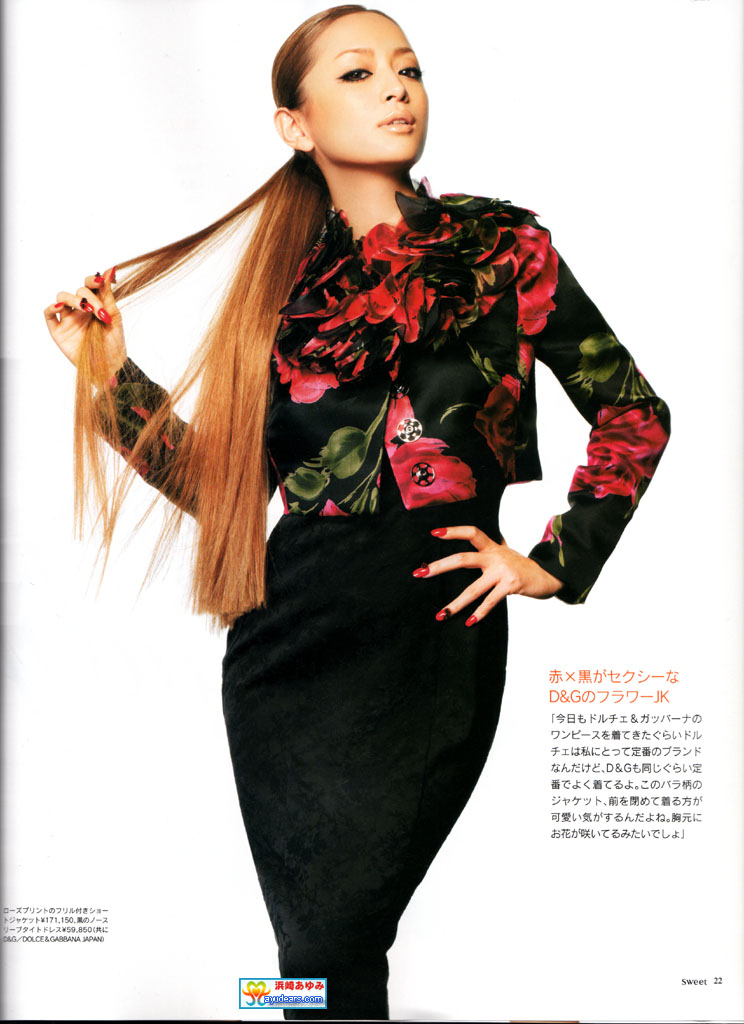 赤×黒がセクシーな
D&GのフラワーJK
「今日もドルチェ&ガッバーナの
ワンピースを着てきたぐらいドル
チェは私にとって定番のブランド
なんだけど、D&Gも同じぐらい定
番でよく着てるよ。このバラ柄の
ジャケット、前を閉めて着る方が
可愛い気がするんだよね。胸元に
お花が咲いてるみたいでしょ」
ローズプリントのフリル付きショー
トジャケット¥171,150、黒のノース
リーブタイトドレス¥59,850(共に
D&G/DOLCE&GABBANA JAPAN)
Sweet 22
浜崎あゆみ
ayudears.com